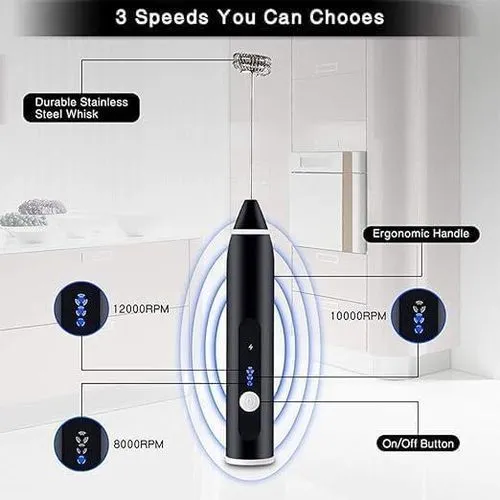 3 Speeds You Can Chooes
Durable Stainless
Steel Whisk
Ergonomic Handle
12000RPM
10000RPM
8000RPM
On/Off Button